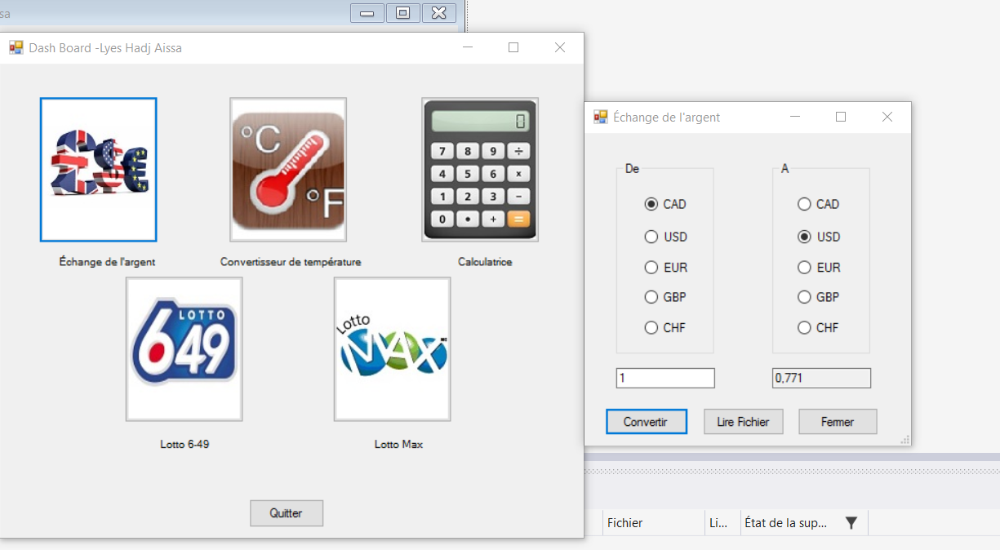 sa
Dash Board -Lyes Hadj Aissa
°C
°F
0
7 8 9 ÷
4 5 6 x
1 2 3 −
0 • + =
Échange de l'argent
Convertisseur de température
Calculatrice
LOTTO
649
Lotto
MAX
Lotto 6-49
Lotto Max
Quitter
Échange de l'argent
De
A
CAD
CAD
USD
USD
EUR
EUR
GBP
GBP
CHF
CHF
1
0,771
Convertir
Lire Fichier
Fermer
Fichier
Li...
État de la sup...